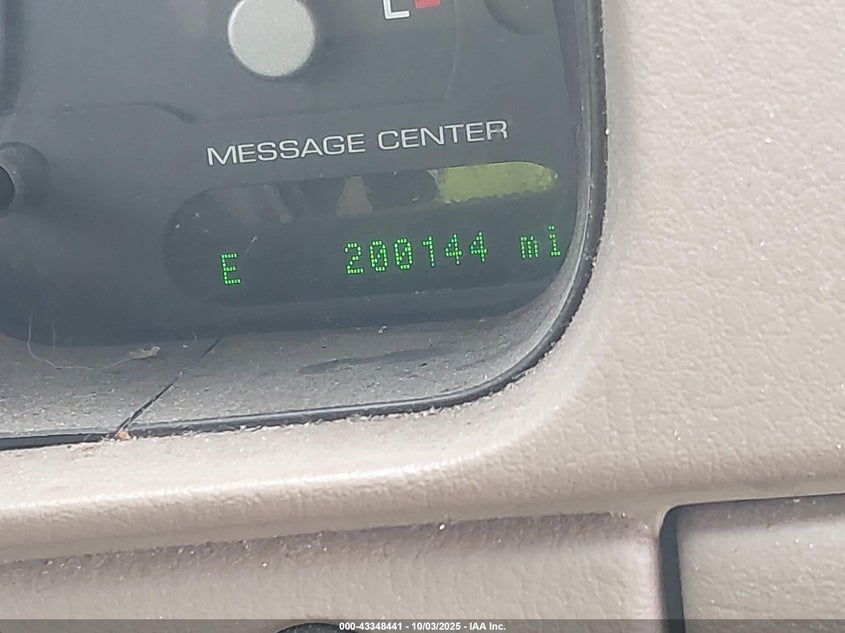 L
MESSAGE CENTER
E 200144 mi
000-43348441 - 10/03/2025 - IAA Inc.